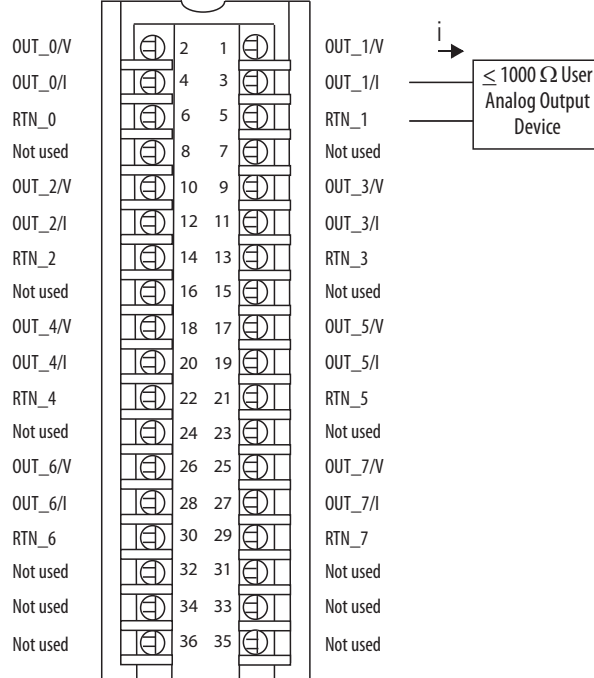 OUT_0/V 2 1 OUT_1/V i
OUT_0/I 4 3 OUT_1/I ≤ 1000 Ω User
RTN_0 6 5 RTN_1 Analog Output
Device
Not used 8 7 Not used
OUT_2/V 10 9 OUT_3/V
OUT_2/I 12 11 OUT_3/I
RTN_2 14 13 RTN_3
Not used 16 15 Not used
OUT_4/V 18 17 OUT_5/V
OUT_4/I 20 19 OUT_5/I
RTN_4 22 21 RTN_5
Not used 24 23 Not used
OUT_6/V 26 25 OUT_7/V
OUT_6/I 28 27 OUT_7/I
RTN_6 30 29 RTN_7
Not used 32 31 Not used
Not used 34 33 Not used
Not used 36 35 Not used